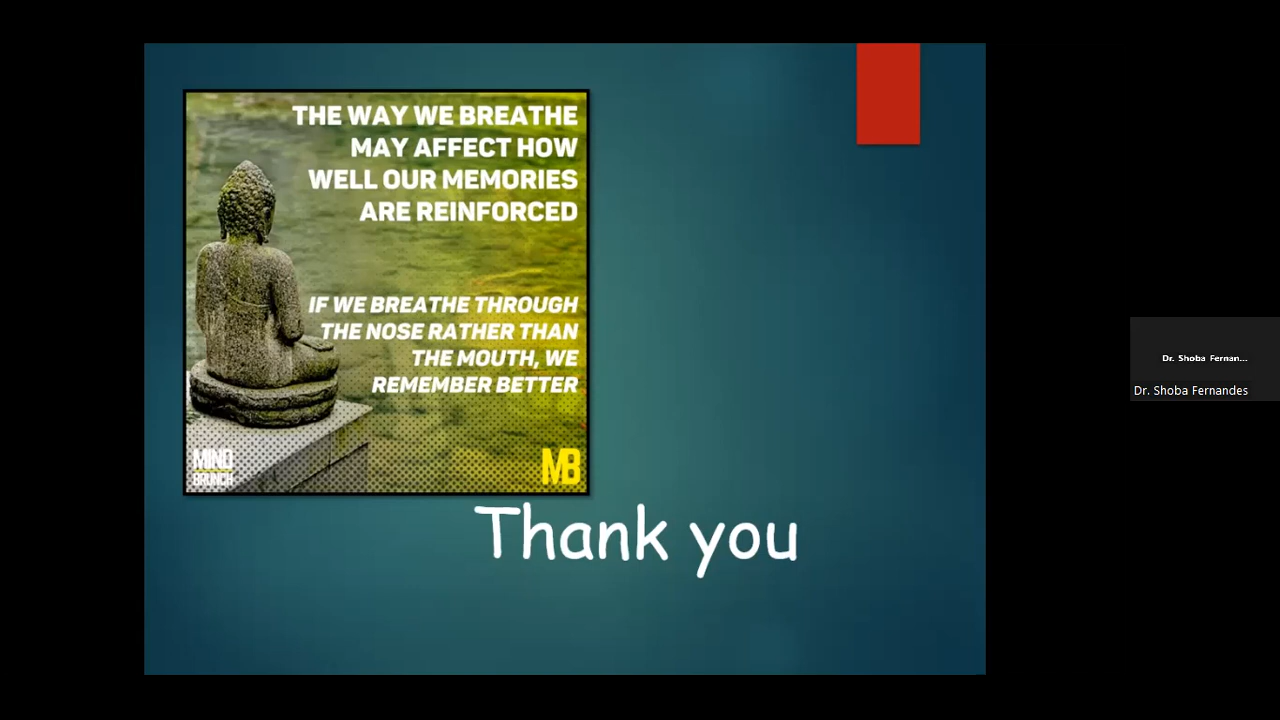 THE WAY WE BREATHE
MAY AFFECT HOW
WELL OUR MEMORIES
ARE REINFORCED
IF WE BREATHE THROUGH
THE NOSE RATHER THAN
THE MOUTH, WE
REMEMBER BETTER
MIND
BRUNCH
MB
Thank you
Dr. Shoba Fernan...
Dr. Shoba Fernandes